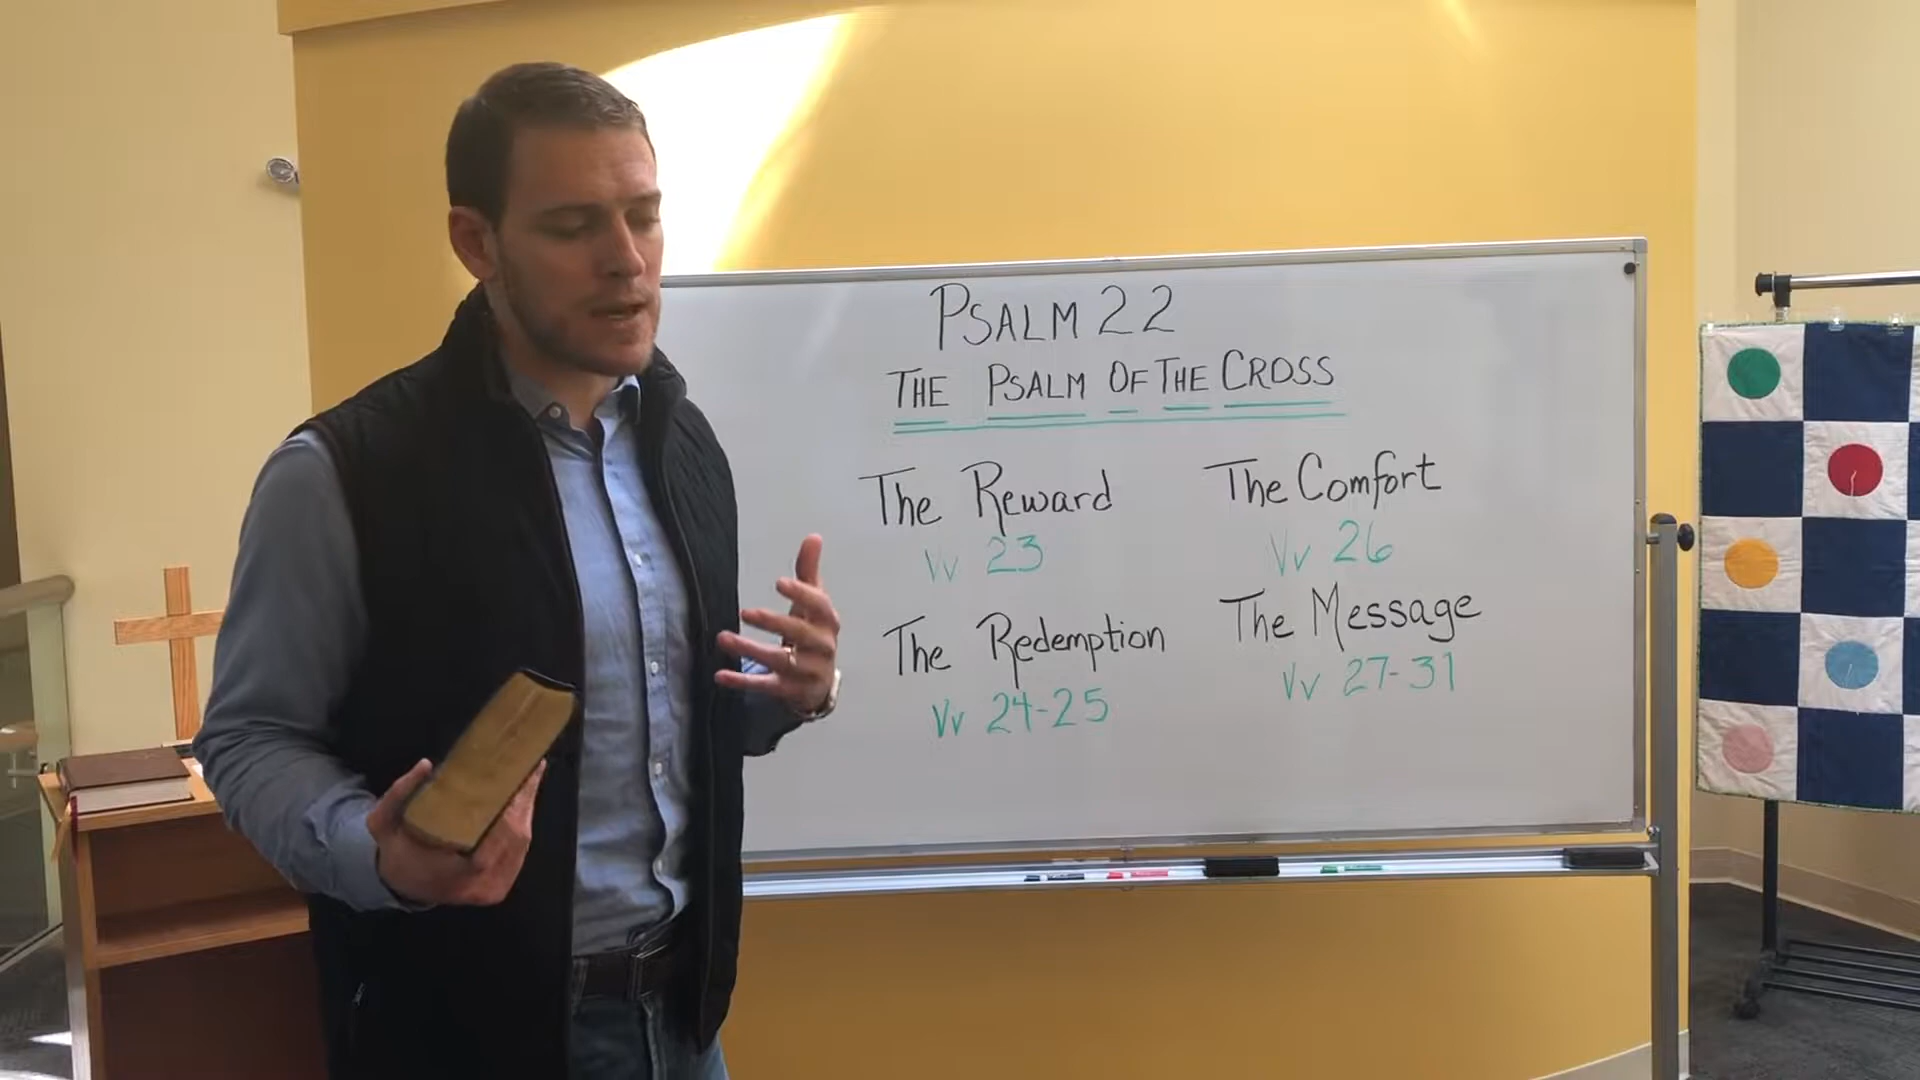 PSALM 22
THE PSALM OF THE CROSS
The Reward
Vv 23
The Redemption
Vv 24-25
The Comfort
Vv 26
The Message
Vv 27-31